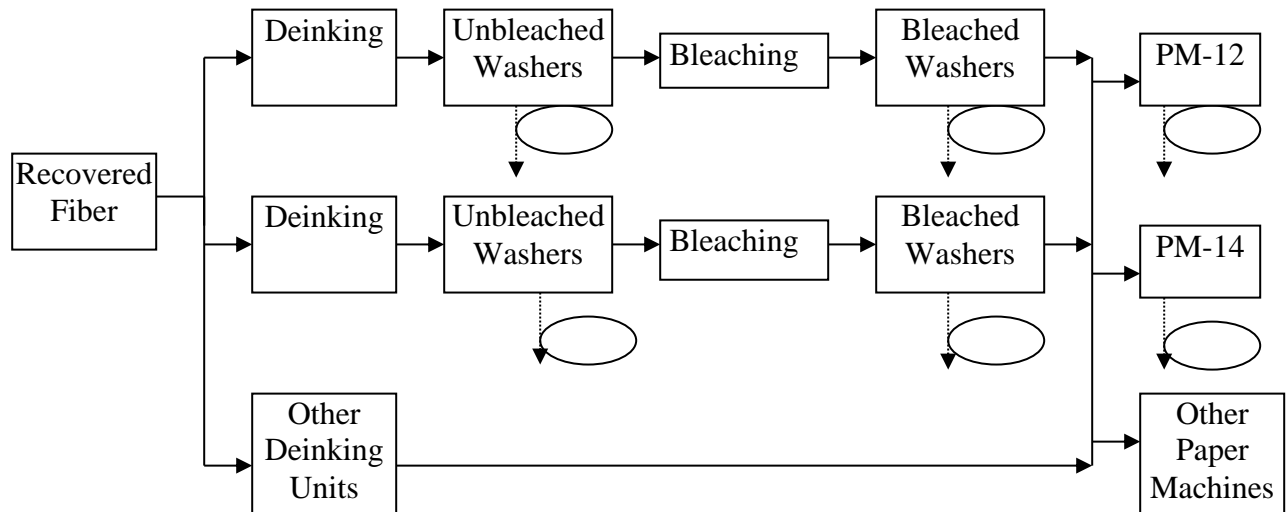 Deinking
Unbleached
Washers
Bleaching
Bleached
Washers
PM-12
Recovered
Fiber
Deinking
Unbleached
Washers
Bleaching
Bleached
Washers
PM-14
Other
Deinking
Units
Other
Paper
Machines